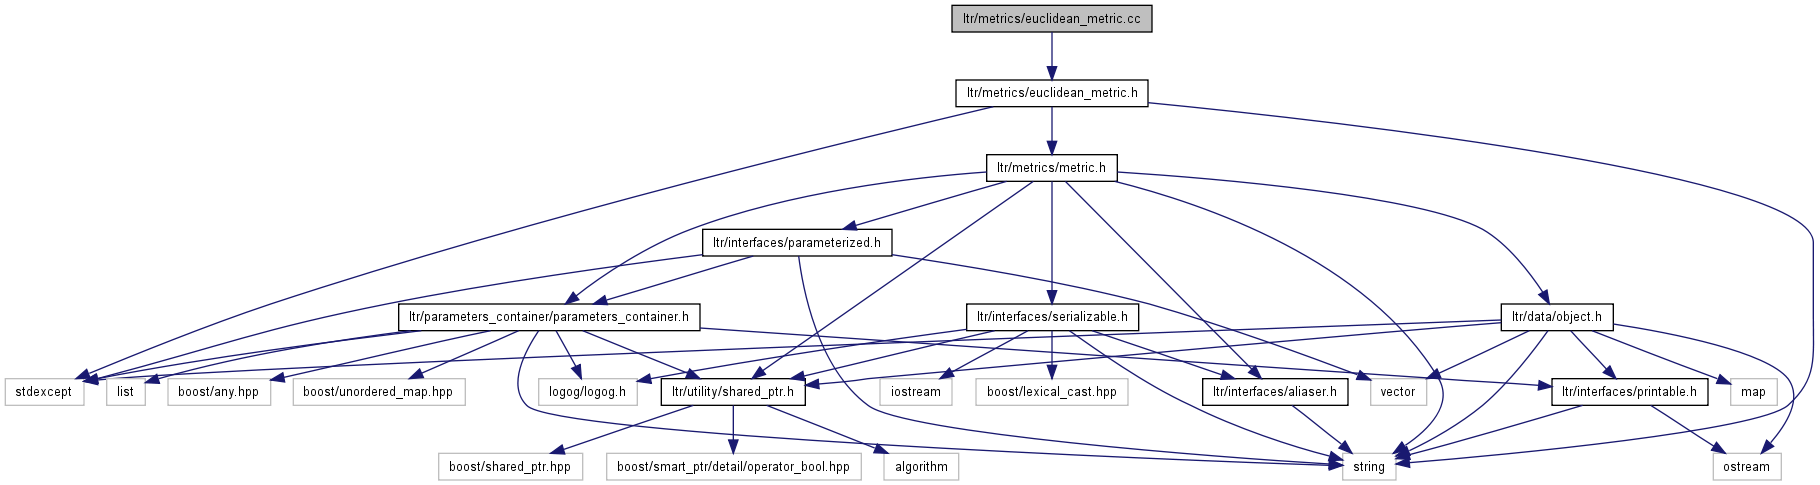 ltr/metrics/euclidean_metric.cc
ltr/metrics/euclidean_metric.h
ltr/metrics/metric.h
ltr/interfaces/parameterized.h
ltr/parameters_container/parameters_container.h
ltr/interfaces/serializable.h
ltr/data/object.h
stdexcept
list
boost/any.hpp
boost/unordered_map.hpp
logog/logog.h
ltr/utility/shared_ptr.h
iostream
boost/lexical_cast.hpp
ltr/interfaces/aliaser.h
vector
ltr/interfaces/printable.h
map
boost/shared_ptr.hpp
boost/smart_ptr/detail/operator_bool.hpp
algorithm
string
ostream